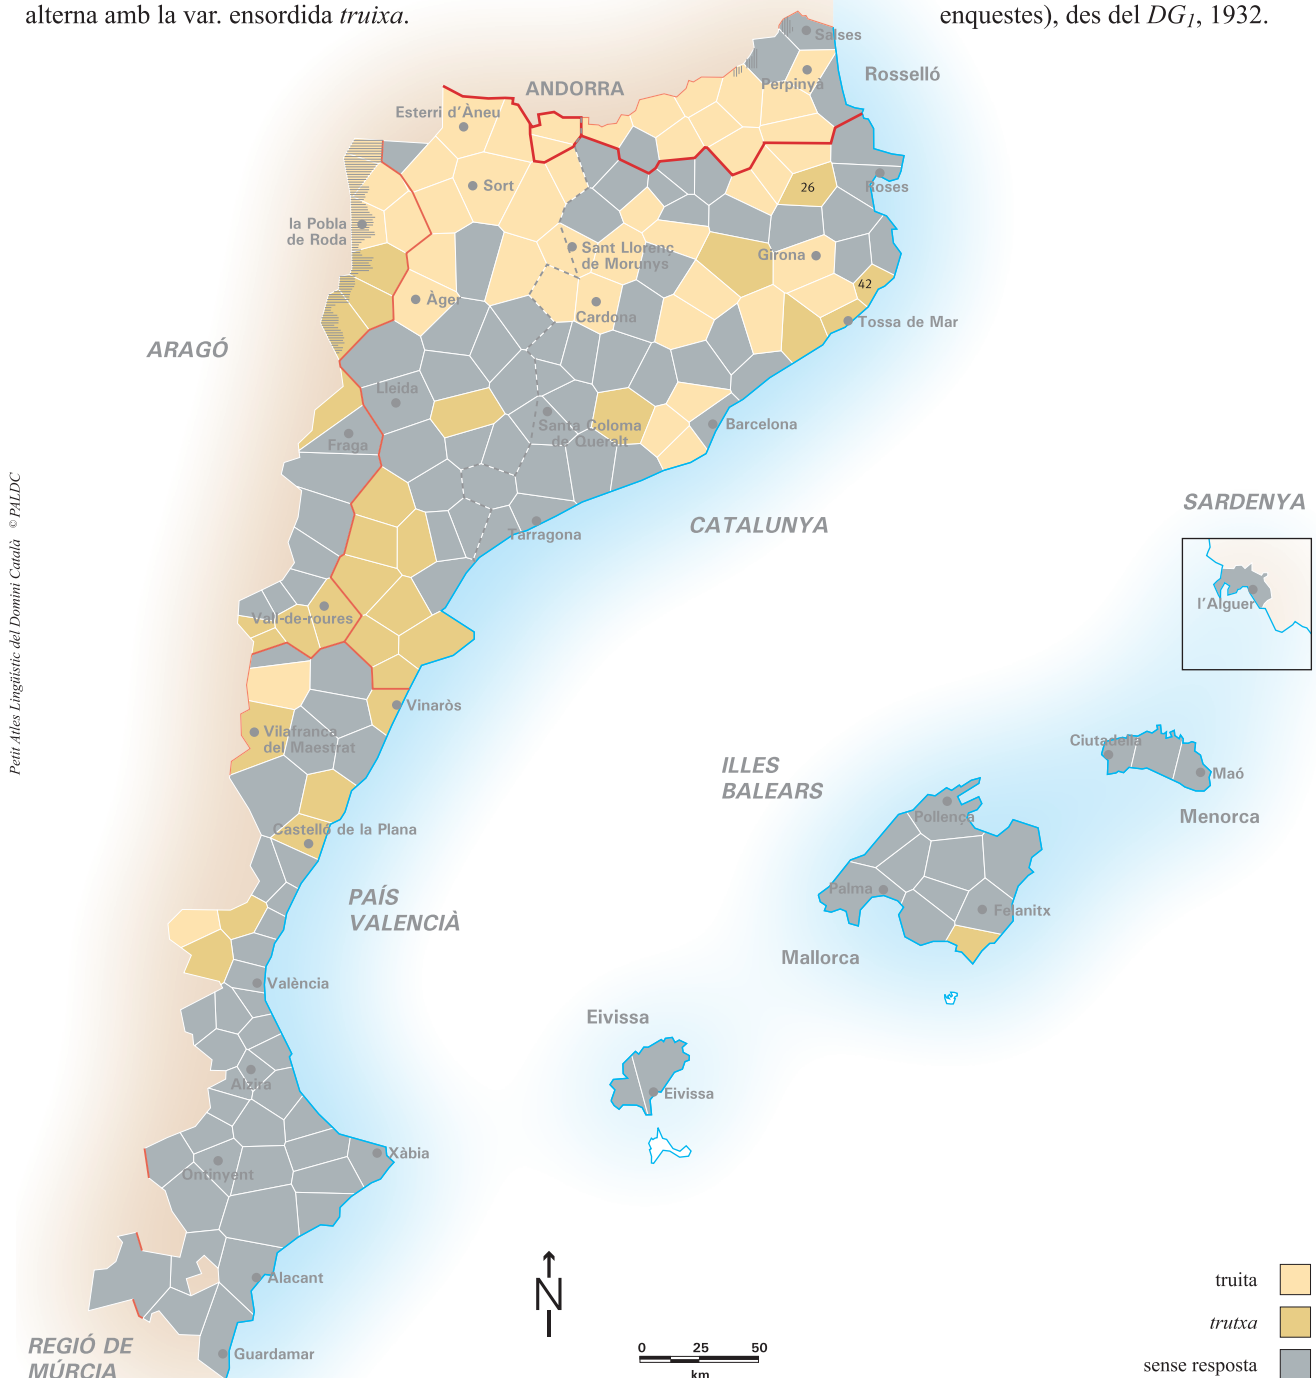 alterna amb la var. ensordida truixa.
enquestes), des del DG1, 1932.
Salses
Rosselló
Perpinyà
ANDORRA
Esterri d'Àneu
Roses
26
Sort
la Pobla
de Roda
Sant Llorenç
de Morunys
Girona
42
Àger
Cardona
Tossa de Mar
ARAGÓ
Lleida
Santa Coloma
de Queralt
Barcelona
Fraga
Petit Atles Lingüístic del Domini Català © PALDC
SARDENYA
CATALUNYA
Tarragona
l'Alguer
Vall-de-roures
Vinaròs
Vilafranca
del Maestrat
Ciutadella
Maó
ILLES
BALEARS
Menorca
Pollença
Castelló de la Plana
Palma
Felanitx
PAÍS
VALENCIÀ
Mallorca
València
Eivissa
Alzira
Eivissa
Xàbia
Ontinyent
Alacant
N
truita
trutxa
sense resposta
0 25 50
km
REGIÓ DE
MÚRCIA
Guardamar